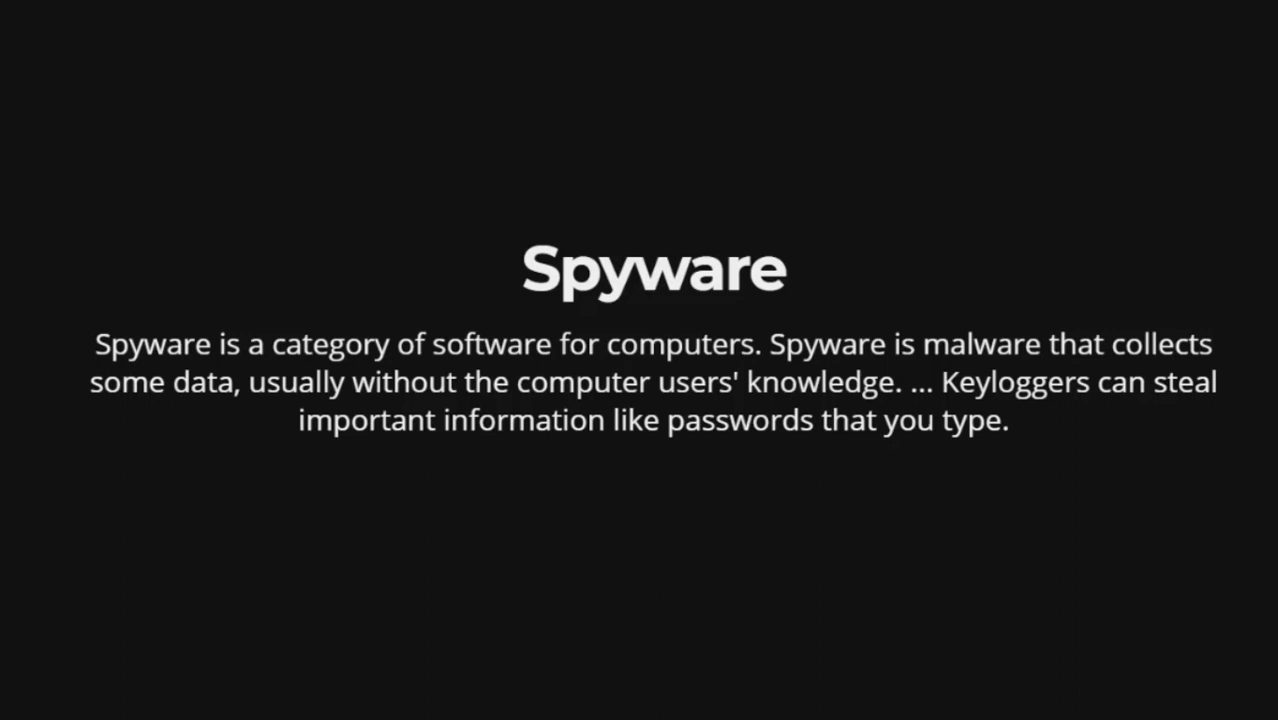 Spyware
Spyware is a category of software for computers. Spyware is malware that collects
some data, usually without the computer users' knowledge. ... Keyloggers can steal
important information like passwords that you type.